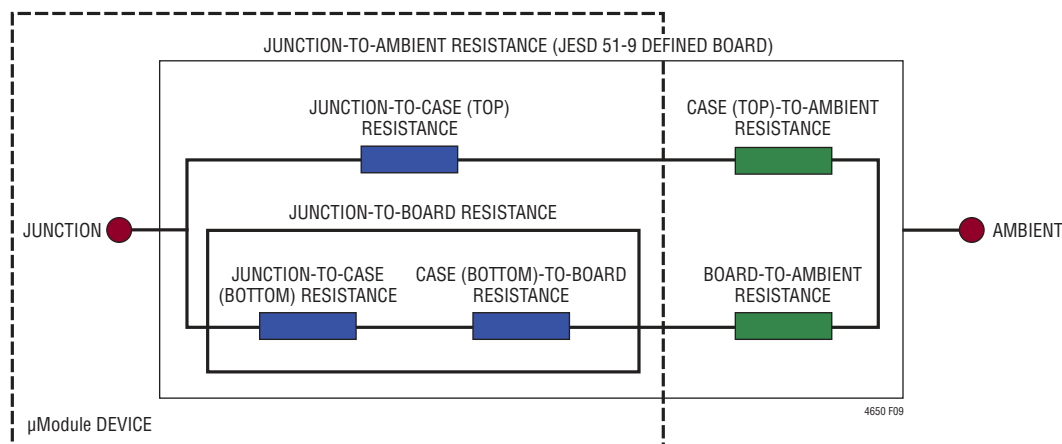 JUNCTION-TO-AMBIENT RESISTANCE (JESD 51-9 DEFINED BOARD)
JUNCTION-TO-CASE (TOP)
RESISTANCE
CASE (TOP)-TO-AMBIENT
RESISTANCE
JUNCTION-TO-BOARD RESISTANCE
JUNCTION
AMBIENT
JUNCTION-TO-CASE
(BOTTOM) RESISTANCE
CASE (BOTTOM)-TO-BOARD
RESISTANCE
BOARD-TO-AMBIENT
RESISTANCE
4650 F09
µModule DEVICE